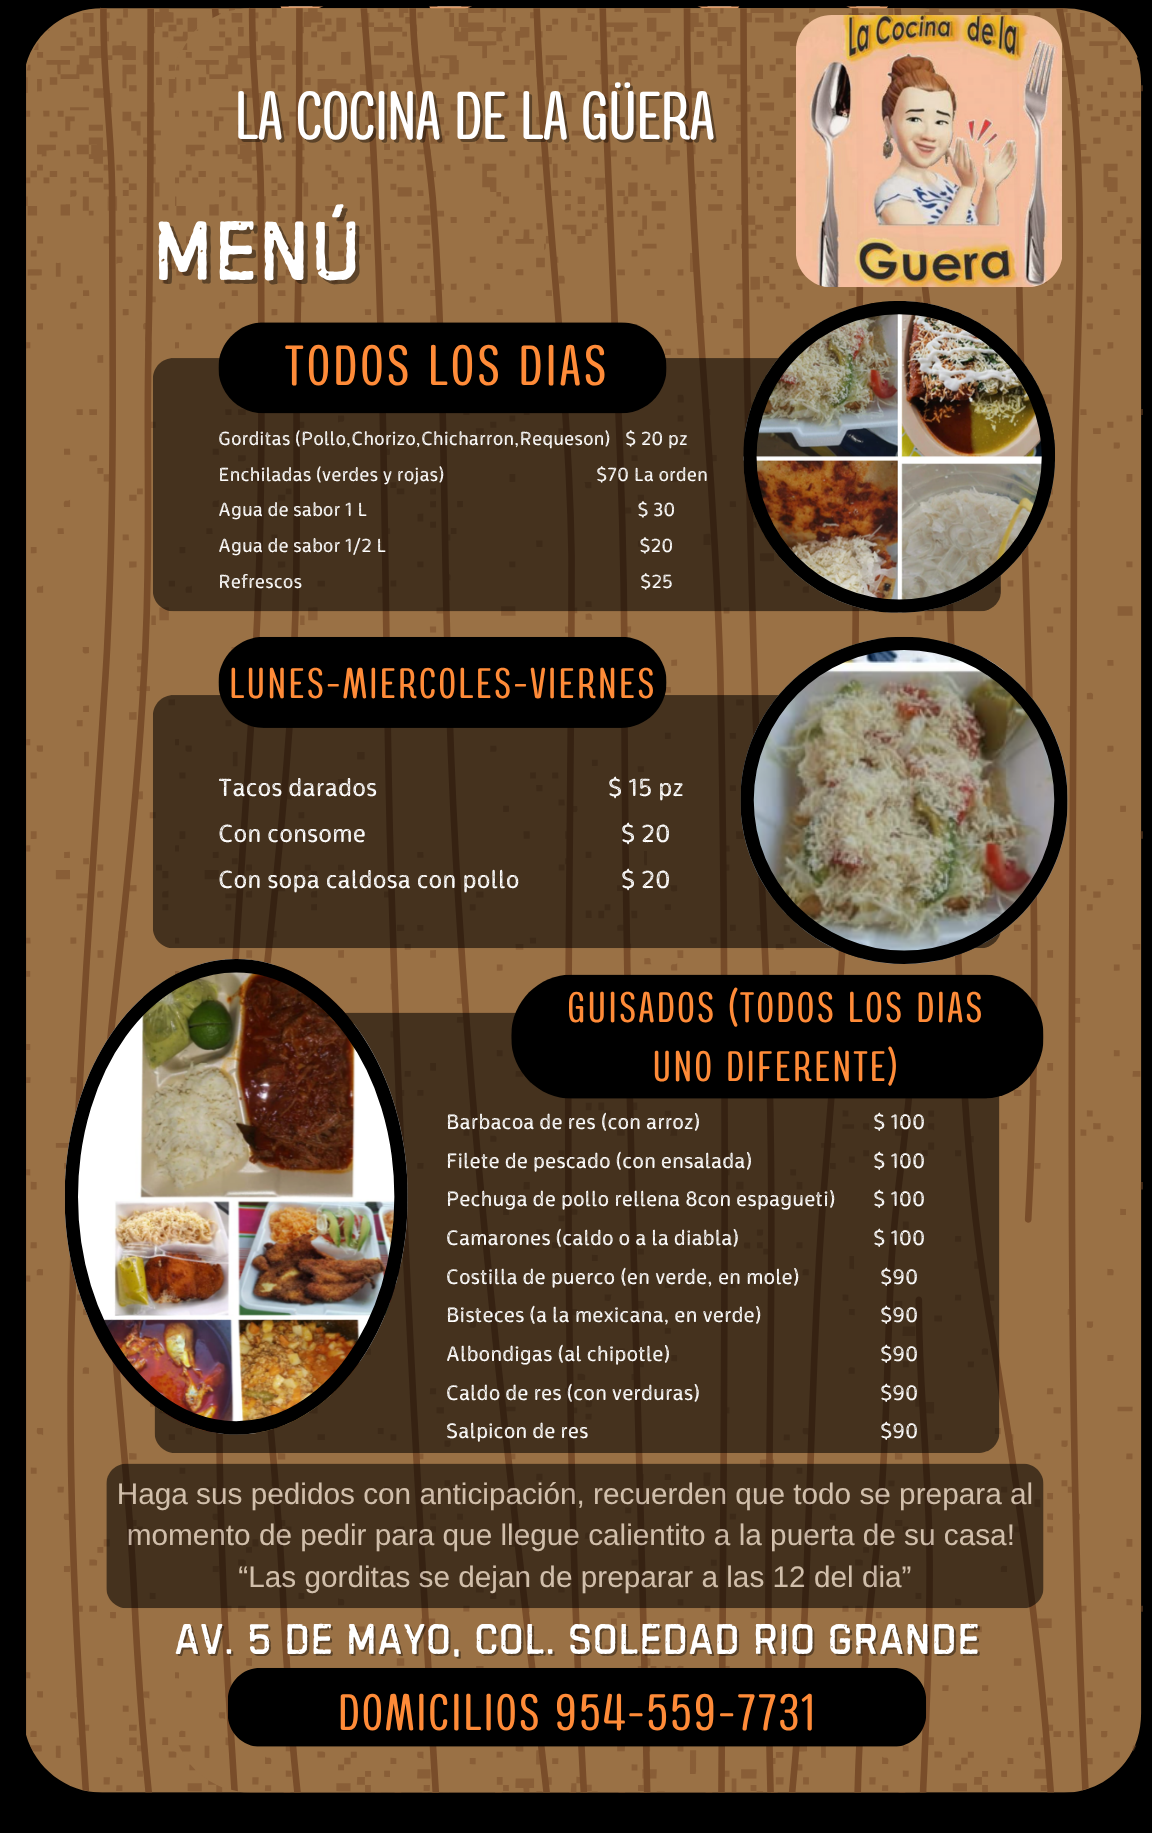 La Cocina de la
Guera
LA COCINA DE LA GÜERA
MENÚ
TODOS LOS DIAS
Gorditas (Pollo,Chorizo,Chicharron,Requeson) $ 20 pz
Enchiladas (verdes y rojas) $70 La orden
Agua de sabor 1 L $ 30
Agua de sabor 1/2 L $20
Refrescos $25
LUNES-MIERCOLES-VIERNES
Tacos darados $ 15 pz
Con consome $ 20
Con sopa caldosa con pollo $ 20
GUISADOS (TODOS LOS DIAS
UNO DIFERENTE)
Barbacoa de res (con arroz) $ 100
Filete de pescado (con ensalada) $ 100
Pechuga de pollo rellena 8con espagueti) $ 100
Camarones (caldo o a la diabla) $ 100
Costilla de puerco (en verde, en mole) $90
Bisteces (a la mexicana, en verde) $90
Albondigas (al chipotle) $90
Caldo de res (con verduras) $90
Salpicon de res $90
Haga sus pedidos con anticipación, recuerden que todo se prepara al
momento de pedir para que llegue calientito a la puerta de su casa!
“Las gorditas se dejan de preparar a las 12 del dia”
AV. 5 DE MAYO, COL. SOLEDAD RIO GRANDE
DOMICILIOS 954-559-7731